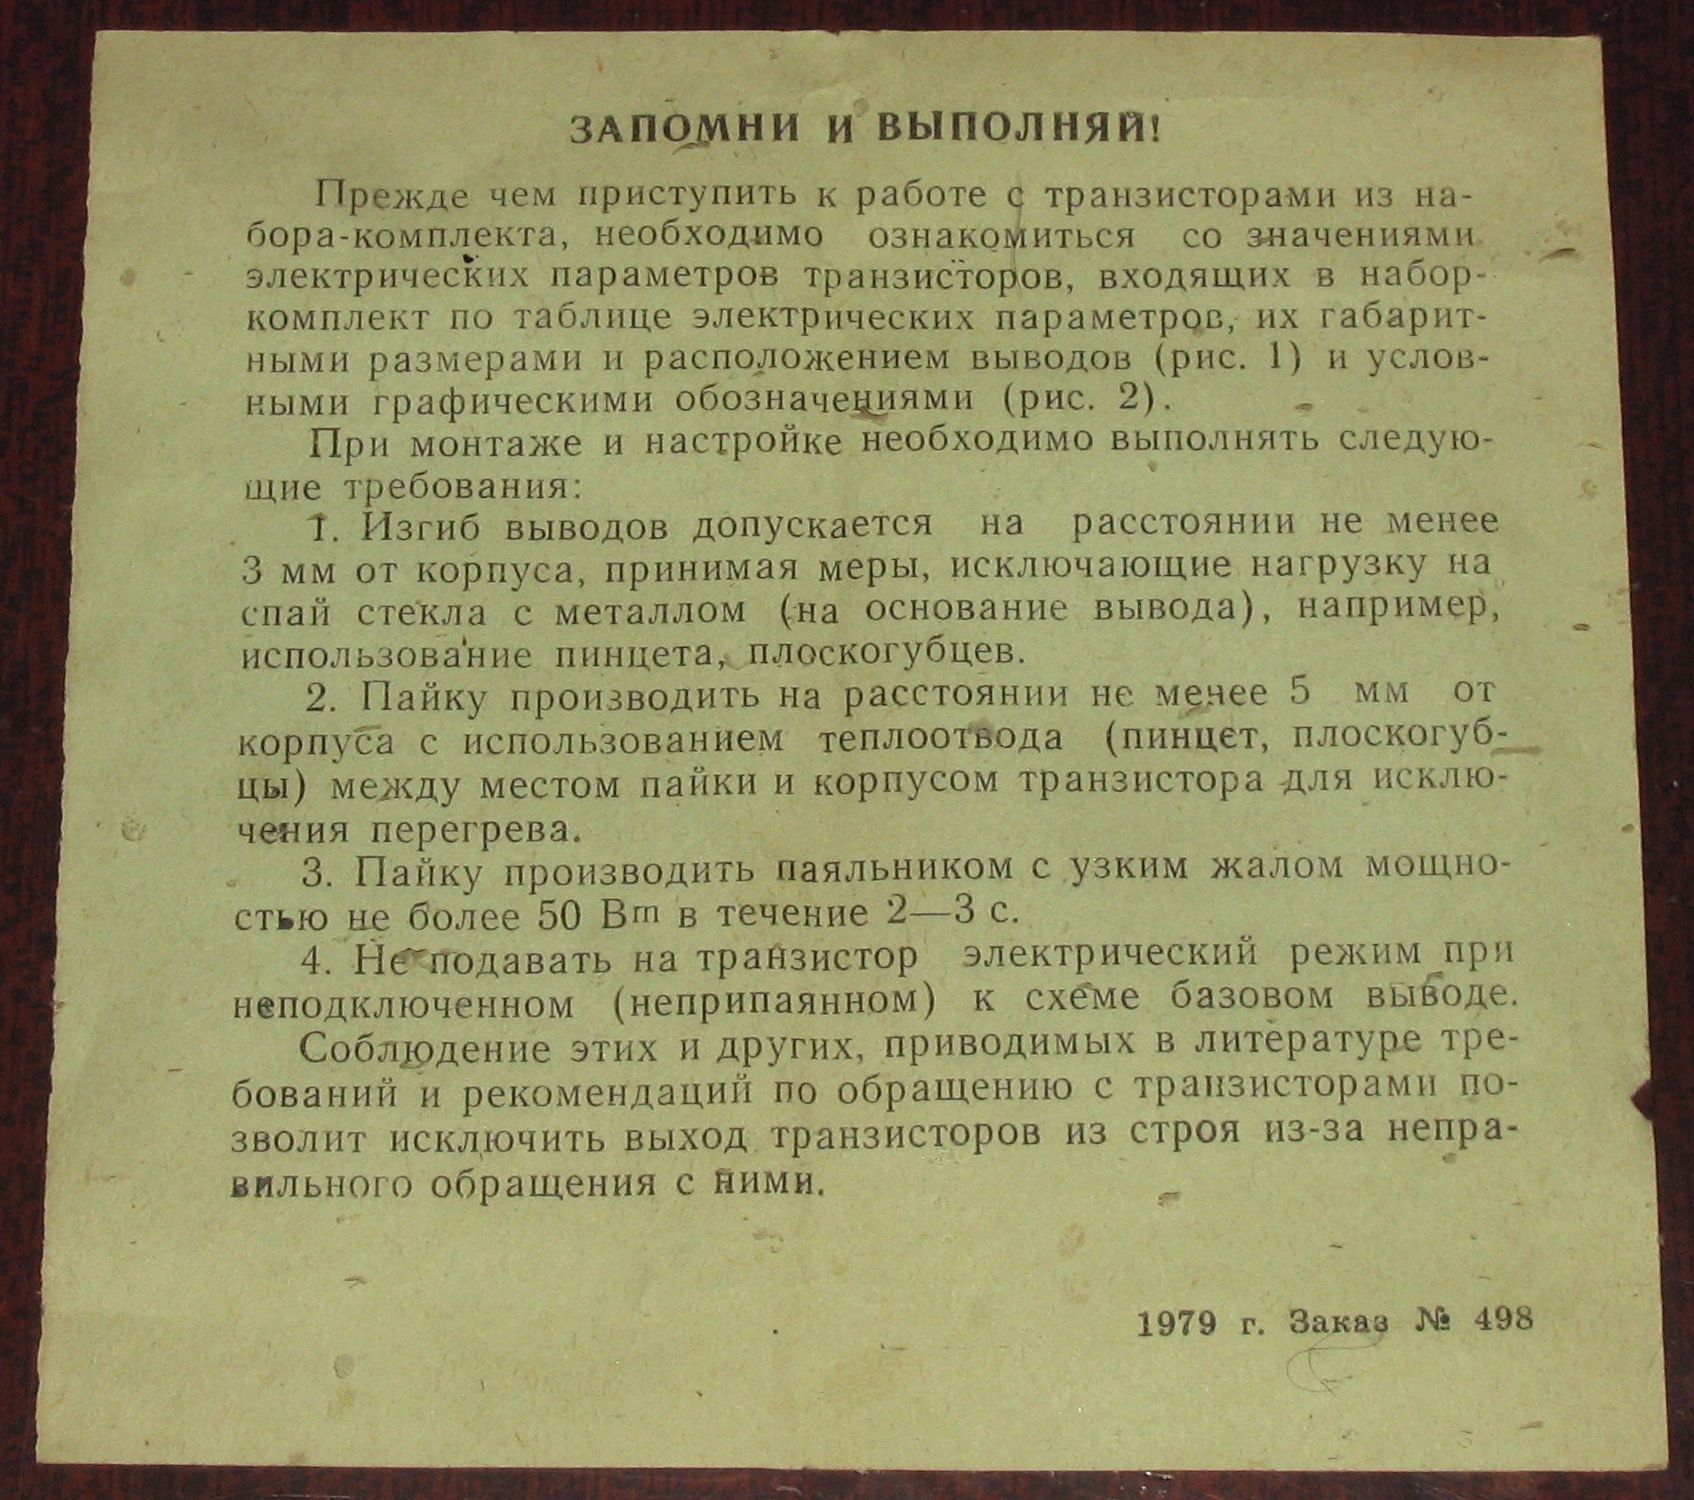 ЗАПОМНИ И ВЫПОЛНЯЙ!
Прежде чем приступить к работе с транзисторами из на-
бора-комплекта, необходимо ознакомиться со значениями
электрических параметров транзисторов, входящих в набор-
комплект по таблице электрических параметров, их габарит-
ными размерами и расположением выводов (рис. 1) и услов-
ными графическими обозначениями (рис. 2).
При монтаже и настройке необходимо выполнять следую-
щие требования:
1. Изгиб выводов допускается на расстоянии не менее
3 мм от корпуса, принимая меры, исключающие нагрузку на
спай стекла с металлом (на основание вывода), например,
использование пинцета, плоскогубцев.
2. Пайку производить на расстоянии не менее 5 мм от
корпуса с использованием теплоотвода (пинцет, плоскогуб-
цы) между местом пайки и корпусом транзистора для исклю-
чения перегрева.
3. Пайку производить паяльником с узким жалом мощно-
стью не более 50 Вт в течение 2—3 с.
4. Не подавать на транзистор электрический режим при
неподключенном (неприпаянном) к схеме базовом выводе.
Соблюдение этих и других, приводимых в литературе тре-
бований и рекомендаций по обращению с транзисторами по-
зволит исключить выход транзисторов из строя из-за непра-
вильного обращения с ними.
1979 г. Заказ № 498